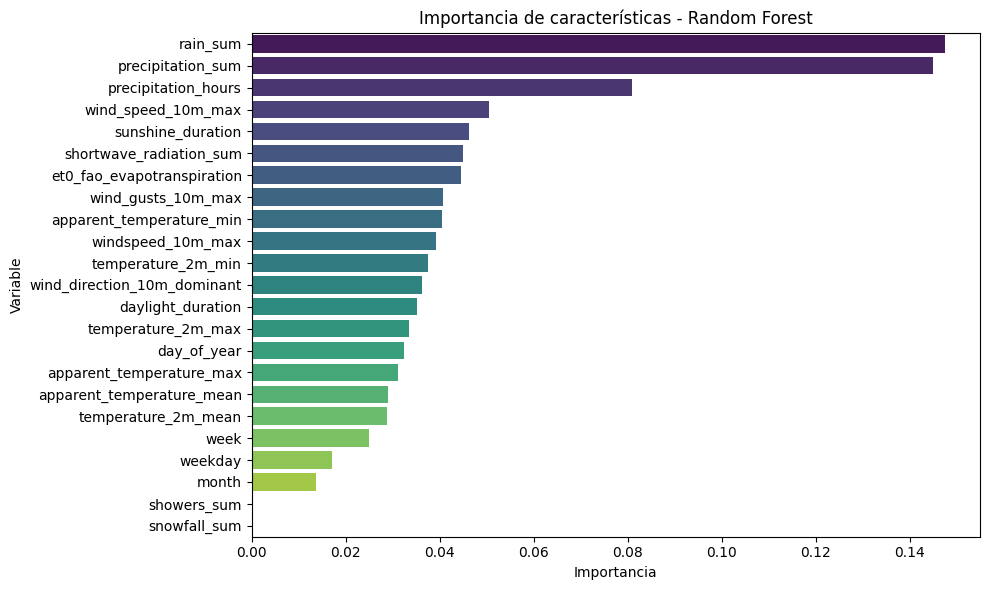 Importancia de características - Random Forest
rain_sum
precipitation_sum
precipitation_hours
wind_speed_10m_max
sunshine_duration
shortwave_radiation_sum
et0_fao_evapotranspiration
wind_gusts_10m_max
apparent_temperature_min
windspeed_10m_max
temperature_2m_min
wind_direction_10m_dominant
daylight_duration
temperature_2m_max
day_of_year
apparent_temperature_max
apparent_temperature_mean
temperature_2m_mean
week
weekday
month
showers_sum
snowfall_sum
Variable
0.00 0.02 0.04 0.06 0.08 0.10 0.12 0.14
Importancia